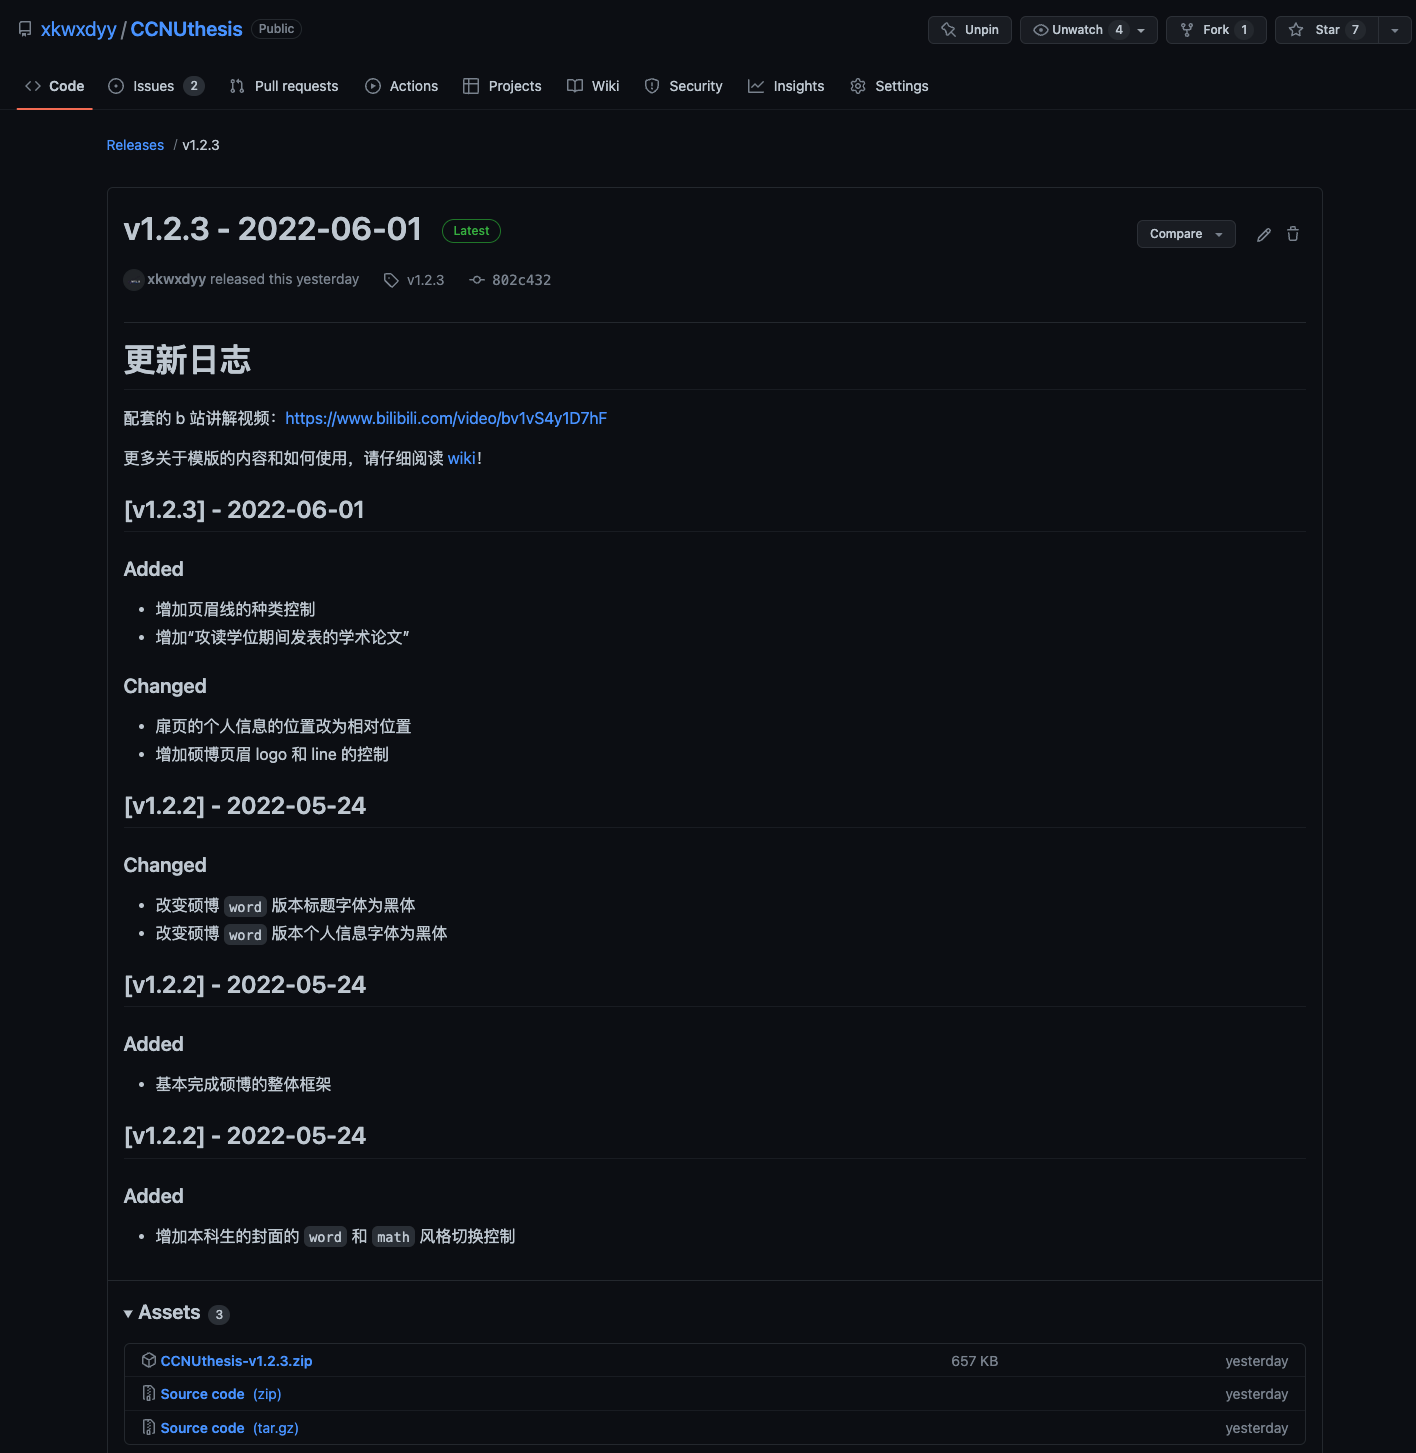 xkwxdyy / CCNUthesis Public
Unpin Unwatch 4 Fork 1 Star 7
Code Issues 2 Pull requests Actions Projects Wiki Security Insights Settings
Releases / v1.2.3
v1.2.3 - 2022-06-01 Latest
Compare
xkwxdyy released this yesterday v1.2.3 802c432
更新日志
配套的 b 站讲解视频：https://www.bilibili.com/video/bv1vS4y1D7hF
更多关于模版的内容和如何使用，请仔细阅读 wiki！
[v1.2.3] - 2022-06-01
Added
• 增加页眉线的种类控制
• 增加“攻读学位期间发表的学术论文”
Changed
• 扉页的个人信息的位置改为相对位置
• 增加硕博页眉 logo 和 line 的控制
[v1.2.2] - 2022-05-24
Changed
• 改变硕博 word 版本标题字体为黑体
• 改变硕博 word 版本个人信息字体为黑体
[v1.2.2] - 2022-05-24
Added
• 基本完成硕博的整体框架
[v1.2.2] - 2022-05-24
Added
• 增加本科生的封面的 word 和 math 风格切换控制
Assets 3
CCNUthesis-v1.2.3.zip 657 KB yesterday
Source code (zip) yesterday
Source code (tar.gz) yesterday